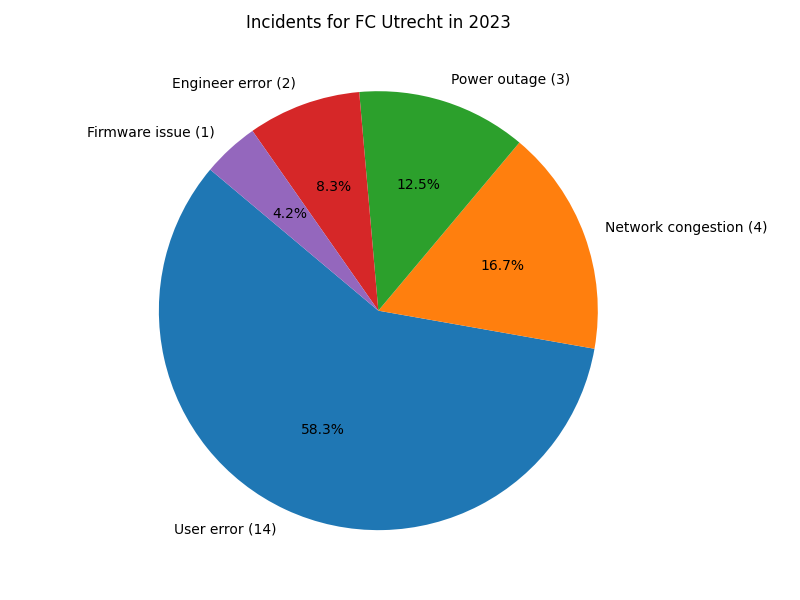 Incidents for FC Utrecht in 2023
Power outage (3)
Engineer error (2)
Firmware issue (1)
12.5%
8.3%
4.2%
Network congestion (4)
16.7%
58.3%
User error (14)